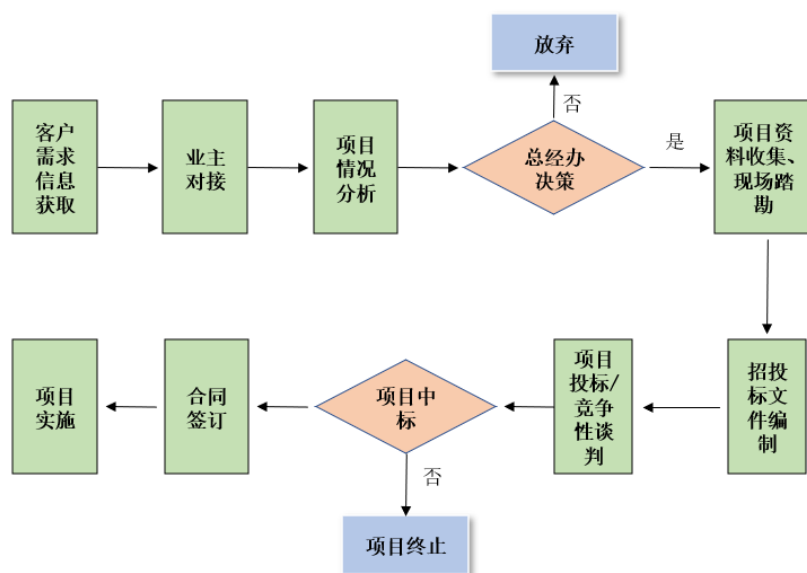 放弃
否
客户
需求
信息
获取
业主
对接
项目
情况
分析
总经办
决策
是
项目资
料收集、
现场踏
勘
项目
实施
合同
签订
项目中
标
项目
投标/
竞争
性谈
判
招投
标文
件编
制
否
项目终止